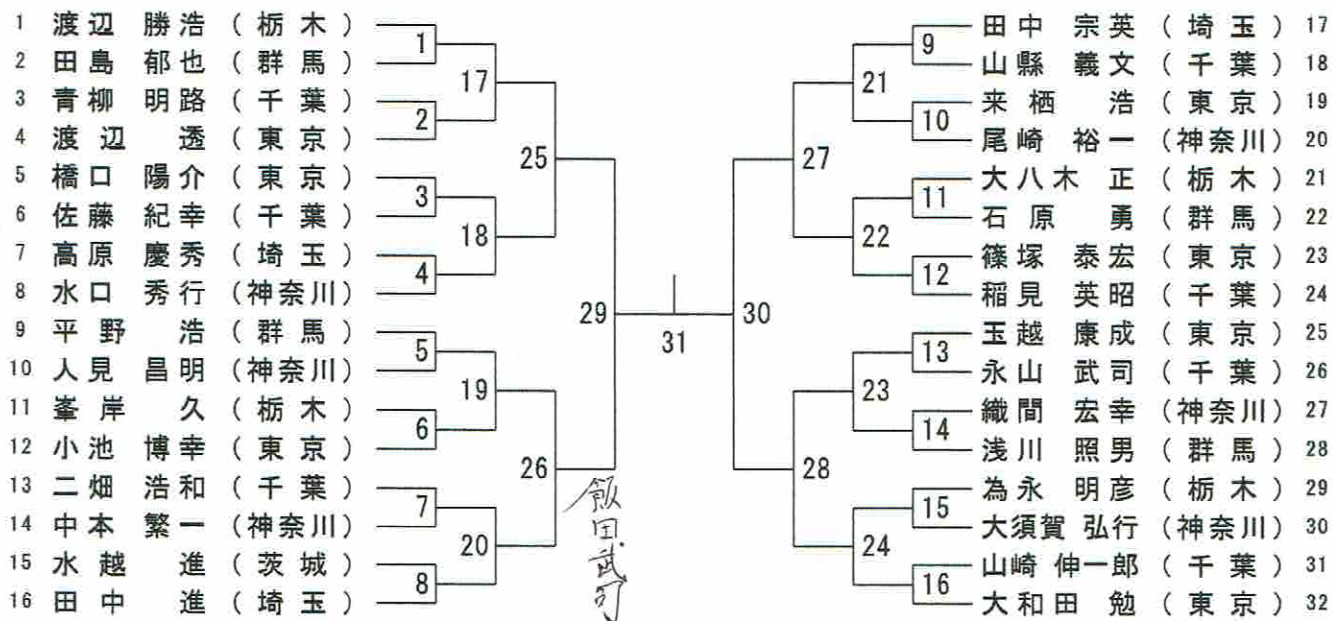 1 渡辺 勝浩 (栃木)
2 田島 郁也 (群馬)
3 青柳 明路 (千葉)
4 渡辺 透 (東京)
5 橋口 陽介 (東京)
6 佐藤 紀幸 (千葉)
7 高原 慶秀 (埼玉)
8 水口 秀行 (神奈川)
9 平野 浩 (群馬)
10 人見 昌明 (神奈川)
11 峯岸 久 (栃木)
12 小池 博幸 (東京)
13 二畑 浩和 (千葉)
14 中本 繁一 (神奈川)
15 水越 進 (茨城)
16 田中 進 (埼玉)
1
2
3
4
5
6
7
8
17
18
19
20
25
26
29
飯田武司
31
30
27
28
21
22
23
24
9
10
11
12
13
14
15
16
田中 宗英 (埼玉) 17
山縣 義文 (千葉) 18
来栖 浩 (東京) 19
尾崎 裕一 (神奈川) 20
大八木 正 (栃木) 21
石原 勇 (群馬) 22
篠塚 泰宏 (東京) 23
稲見 英昭 (千葉) 24
玉越 康成 (東京) 25
永山 武司 (千葉) 26
織間 宏幸 (神奈川) 27
浅川 照男 (群馬) 28
為永 明彦 (栃木) 29
大須賀 弘行 (神奈川) 30
山崎 伸一郎 (千葉) 31
大和田 勉 (東京) 32